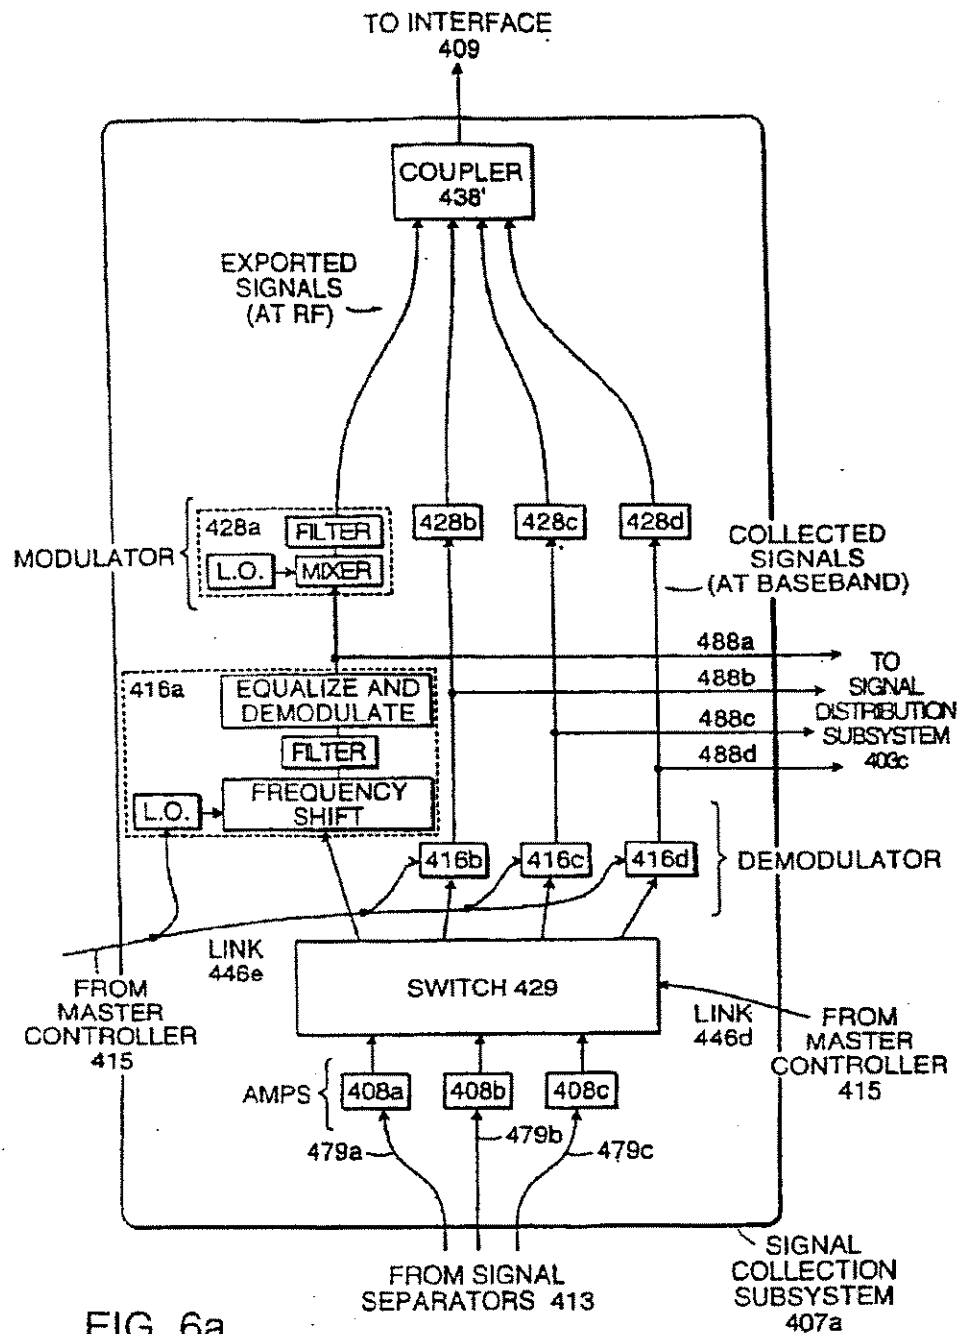 TO INTERFACE
409
COUPLER
438'
EXPORTED
SIGNALS
(AT RF)
428a
FILTER
L.O.
MIXER
MODULATOR
428b
428c
428d
COLLECTED
SIGNALS
(AT BASEBAND)
488a
488b
488c
488d
TO
SIGNAL
DISTRIBUTION
SUBSYSTEM
403c
416a
EQUALIZE AND
DEMODULATE
FILTER
FREQUENCY
SHIFT
L.O.
416b
416c
416d
DEMODULATOR
LINK
446e
FROM
MASTER
CONTROLLER
415
SWITCH 429
LINK
446d
FROM
MASTER
CONTROLLER
415
AMPS
408a
408b
408c
479a
479b
479c
FROM SIGNAL
SEPARATORS 413
SIGNAL
COLLECTION
SUBSYSTEM
407a
FIG. 6a